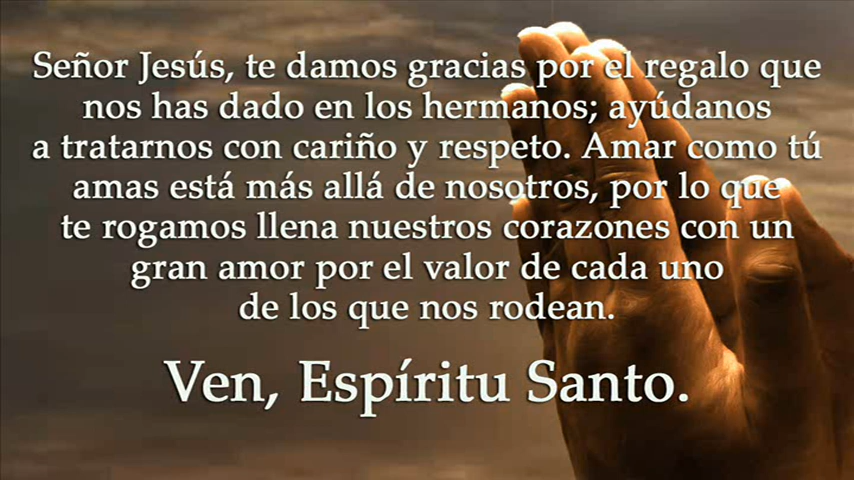 Señor Jesús, te damos gracias por el regalo que
nos has dado en los hermanos; ayúdanos
a tratarnos con cariño y respeto. Amar como tú
amas está más allá de nosotros, por lo que
te rogamos llena nuestros corazones con un
gran amor por el valor de cada uno
de los que nos rodean.
Ven, Espíritu Santo.